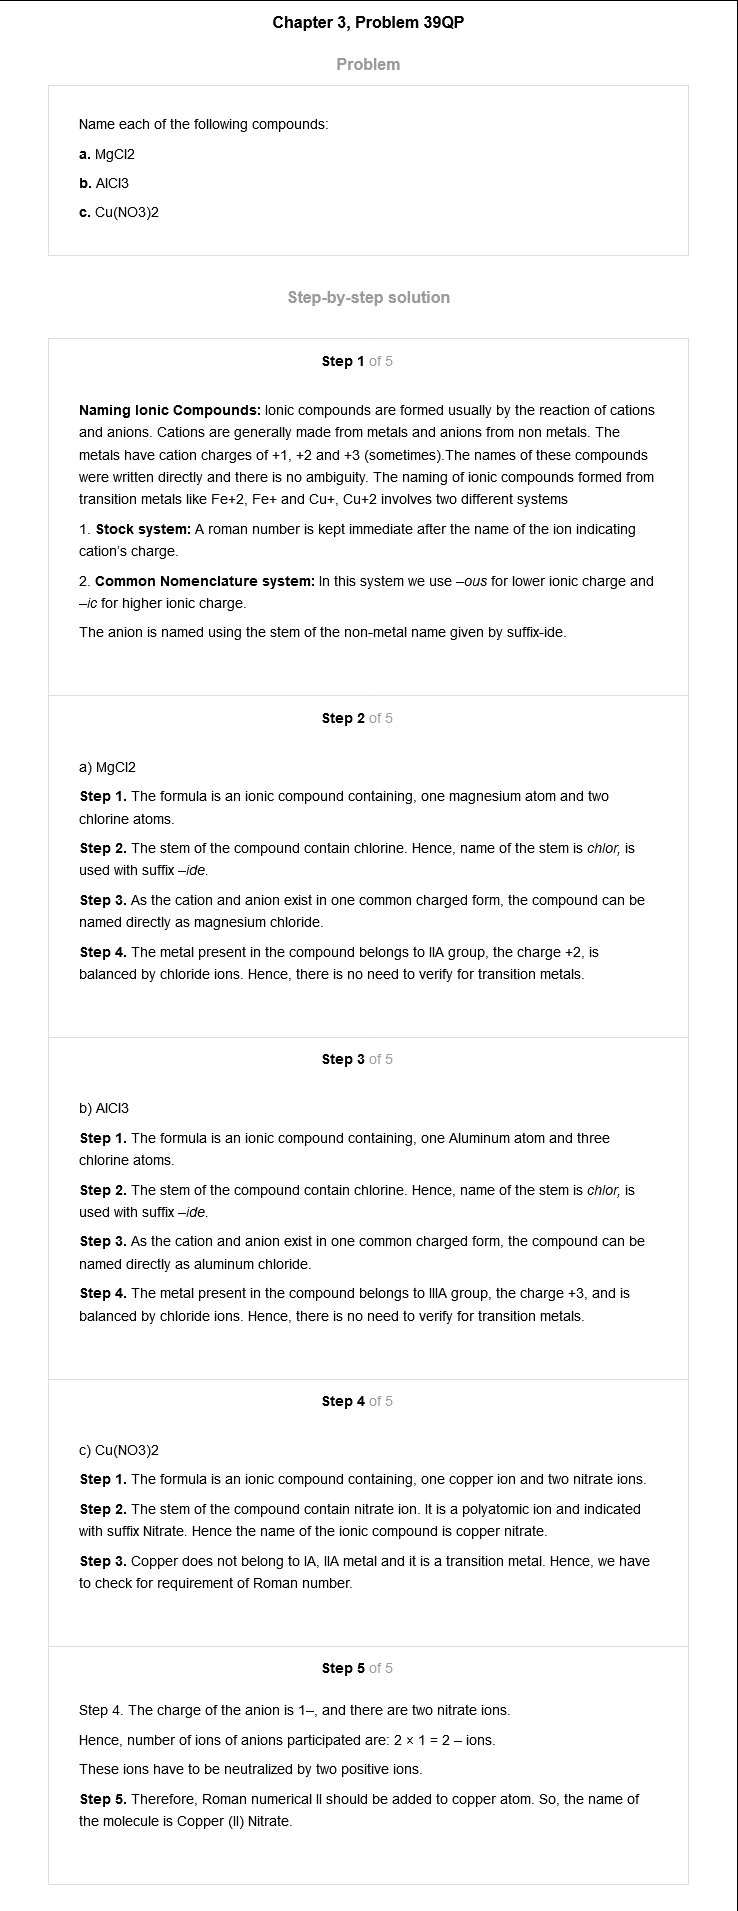 Chapter 3, Problem 39QP
Problem
Name each of the following compounds:
a. MgCl2
b. AlCl3
c. Cu(NO3)2
Step-by-step solution
Step 1 of 5
Naming Ionic Compounds: Ionic compounds are formed usually by the reaction of cations
and anions. Cations are generally made from metals and anions from non metals. The
metals have cation charges of +1, +2 and +3 (sometimes).The names of these compounds
were written directly and there is no ambiguity. The naming of ionic compounds formed from
transition metals like Fe+2, Fe+ and Cu+, Cu+2 involves two different systems
1. Stock system: A roman number is kept immediate after the name of the ion indicating
cation's charge.
2. Common Nomenclature system: In this system we use –ous for lower ionic charge and
–ic for higher ionic charge.
The anion is named using the stem of the non-metal name given by suffix-ide.
Step 2 of 5
a) MgCl2
Step 1. The formula is an ionic compound containing, one magnesium atom and two
chlorine atoms.
Step 2. The stem of the compound contain chlorine. Hence, name of the stem is chlor, is
used with suffix –ide.
Step 3. As the cation and anion exist in one common charged form, the compound can be
named directly as magnesium chloride.
Step 4. The metal present in the compound belongs to IIA group, the charge +2, is
balanced by chloride ions. Hence, there is no need to verify for transition metals.
Step 3 of 5
b) AlCl3
Step 1. The formula is an ionic compound containing, one Aluminum atom and three
chlorine atoms.
Step 2. The stem of the compound contain chlorine. Hence, name of the stem is chlor, is
used with suffix –ide.
Step 3. As the cation and anion exist in one common charged form, the compound can be
named directly as aluminum chloride.
Step 4. The metal present in the compound belongs to IIIA group, the charge +3, and is
balanced by chloride ions. Hence, there is no need to verify for transition metals.
Step 4 of 5
c) Cu(NO3)2
Step 1. The formula is an ionic compound containing, one copper ion and two nitrate ions.
Step 2. The stem of the compound contain nitrate ion. It is a polyatomic ion and indicated
with suffix Nitrate. Hence the name of the ionic compound is copper nitrate.
Step 3. Copper does not belong to IA, IIA metal and it is a transition metal. Hence, we have
to check for requirement of Roman number.
Step 5 of 5
Step 4. The charge of the anion is 1–, and there are two nitrate ions.
Hence, number of ions of anions participated are: 2 × 1 = 2 – ions.
These ions have to be neutralized by two positive ions.
Step 5. Therefore, Roman numerical II should be added to copper atom. So, the name of
the molecule is Copper (II) Nitrate.